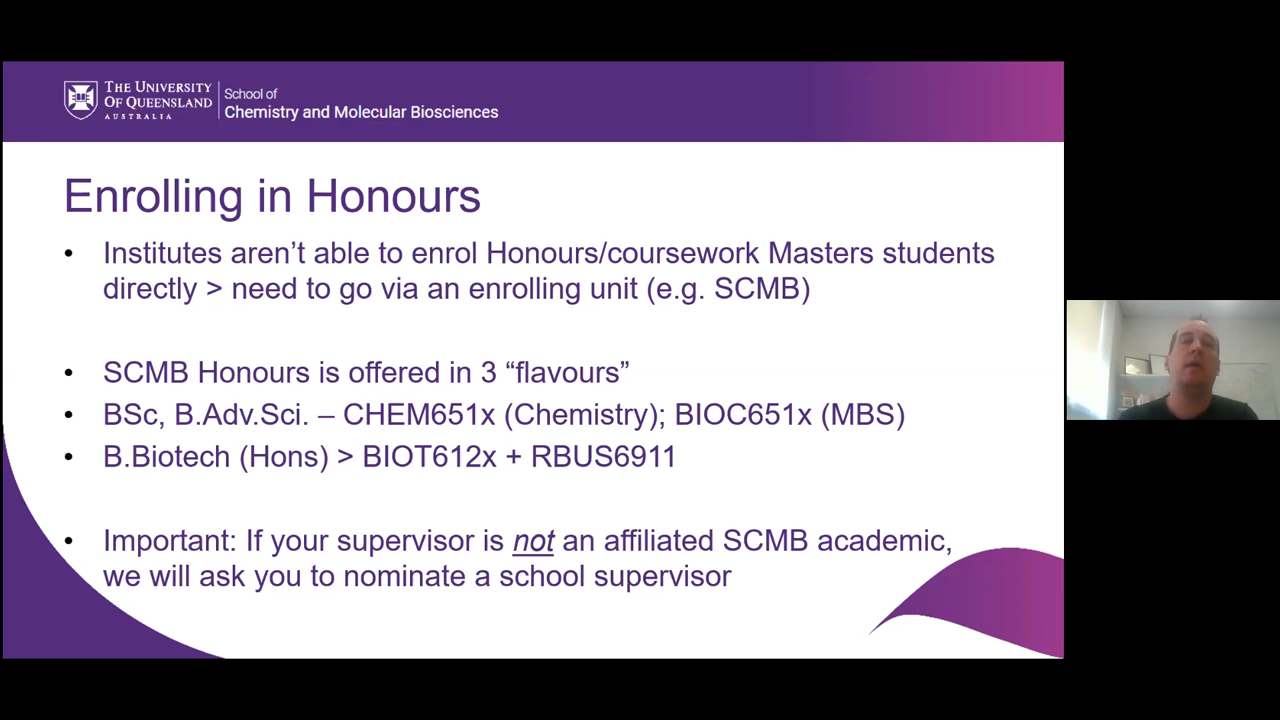 THE UNIVERSITY
OF QUEENSLAND
AUSTRALIA
School of
Chemistry and Molecular Biosciences
Enrolling in Honours
• Institutes aren’t able to enrol Honours/coursework Masters students
directly > need to go via an enrolling unit (e.g. SCMB)
• SCMB Honours is offered in 3 “flavours”
• BSc, B.Adv.Sci. – CHEM651x (Chemistry); BIOC651x (MBS)
• B.Biotech (Hons) > BIOT612x + RBUS6911
• Important: If your supervisor is not an affiliated SCMB academic,
we will ask you to nominate a school supervisor